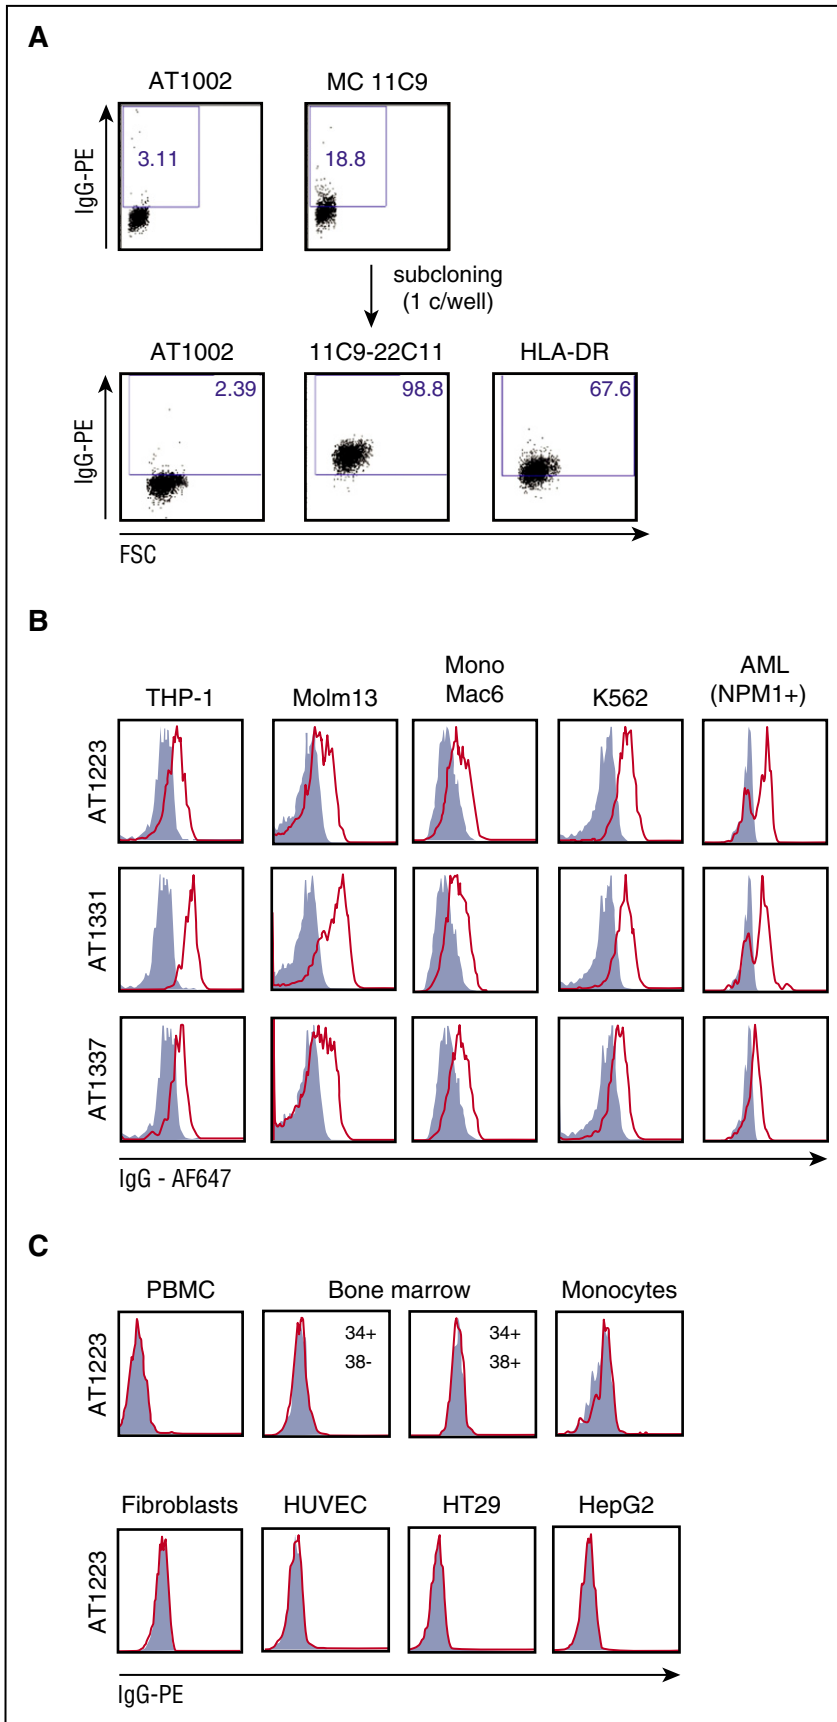 A
AT1002 MC 11C9
IgG-PE
3.11 18.8
subcloning
(1 c/well)
AT1002 11C9-22C11 HLA-DR
IgG-PE
2.39 98.8 67.6
FSC
B
THP-1 Molm13 Mono
Mac6 K562 AML
(NPM1+)
AT1223
AT1331
AT1337
IgG - AF647
C
PBMC Bone marrow Monocytes
AT1223
34+ 34+
38- 38+
Fibroblasts HUVEC HT29 HepG2
AT1223
IgG-PE